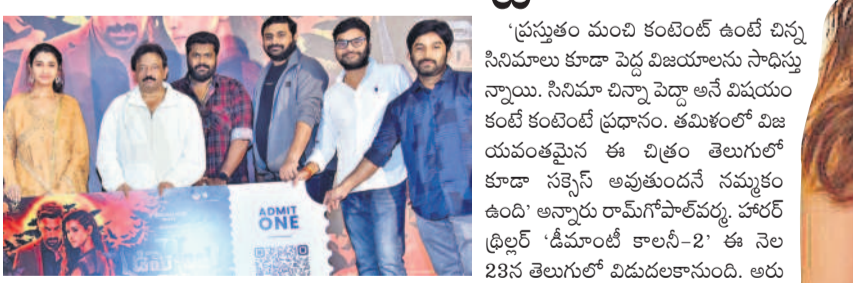 ADMIT
ONE
‘ప్రస్తుతం మంచి కంటెంట్ ఉంటే చిన్న
సినిమాలు కూడా పెద్ద విజయాలను సాధిస్తు
న్నాయి. సినిమా చిన్నా పెద్దా అనే విషయం
కంటే కంటెంటే ప్రధానం. తమిళంలో విజ
యవంతమైన ఈ చిత్రం తెలుగులో
కూడా సక్సెస్ అవుతుందనే నమ్మకం
ఉంది’ అన్నారు రామ్‌గోపాల్‌వర్మ. హారర్
థ్రిల్లర్ ‘డీమాంటీ కాలనీ-2’ ఈ నెల
23న తెలుగులో విడుదలకానుంది. అరు